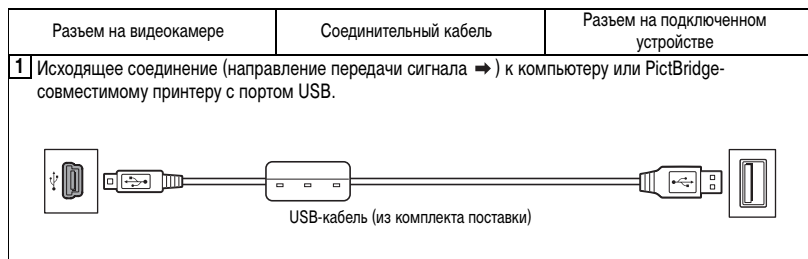 Разъем на видеокамере
Соединительный кабель
Разъем на подключенном
устройстве
1 Исходящее соединение (направление передачи сигнала ➡ ) к компьютеру или PictBridge-
совместимому принтеру с портом USB.
USB-кабель (из комплекта поставки)